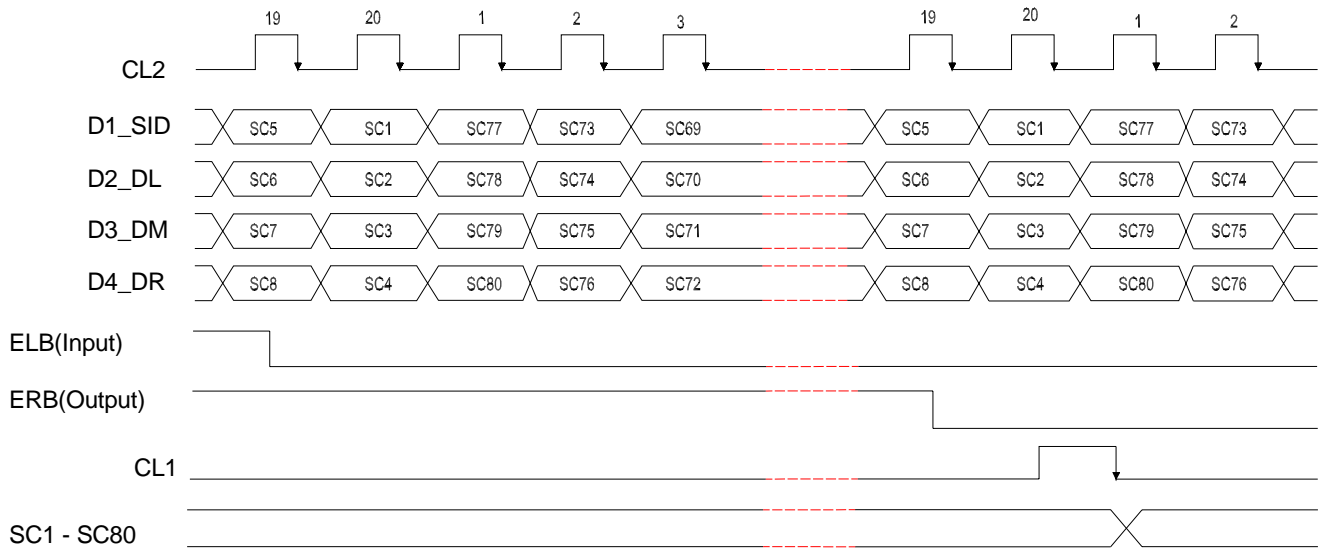 19 20 1 2 3 19 20 1 2
CL2
D1_SID SC5 SC1 SC77 SC73 SC69 SC5 SC1 SC77 SC73
D2_DL SC6 SC2 SC78 SC74 SC70 SC6 SC2 SC78 SC74
D3_DM SC7 SC3 SC79 SC75 SC71 SC7 SC3 SC79 SC75
D4_DR SC8 SC4 SC80 SC76 SC72 SC8 SC4 SC80 SC76
ELB(Input)
ERB(Output)
CL1
SC1 - SC80